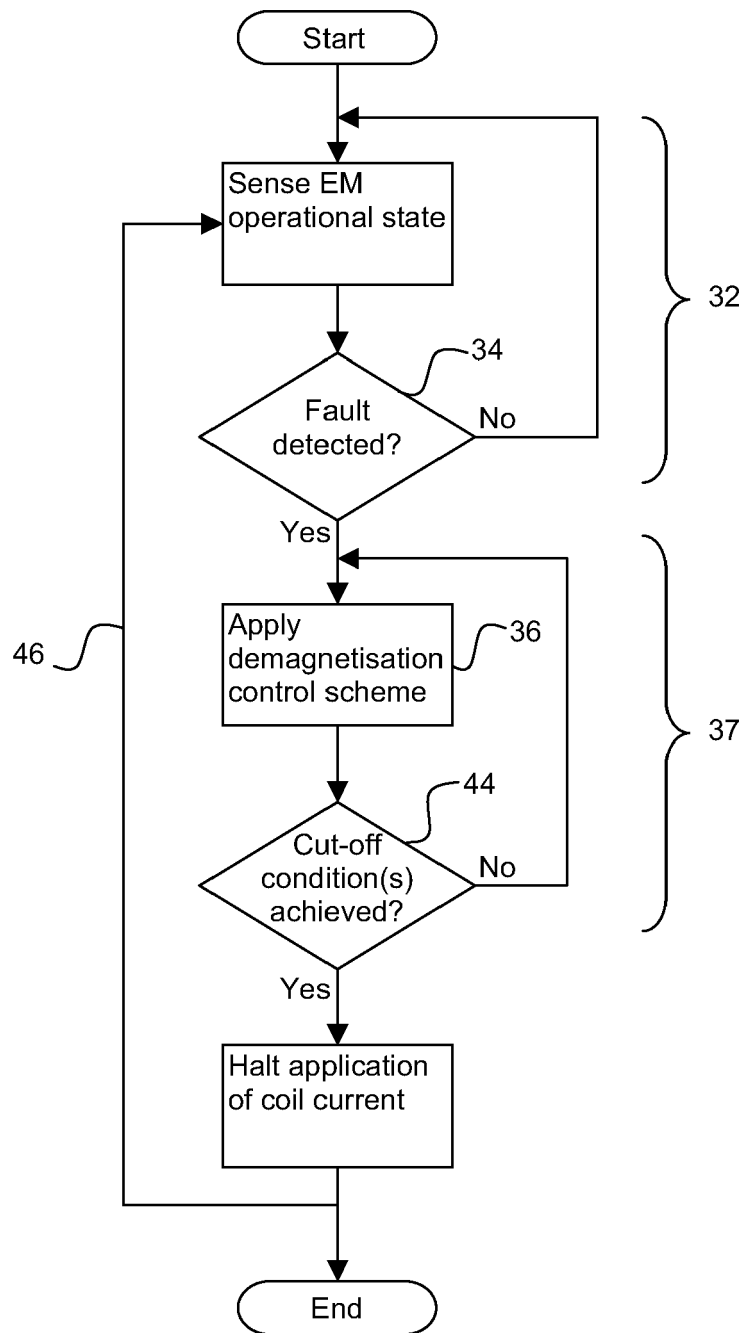 Start
Sense EM
operational state
32
34
Fault
detected?
No
Yes
Apply
demagnetisation
control scheme
36
46
37
44
Cut-off
condition(s)
achieved?
No
Yes
Halt application
of coil current
End